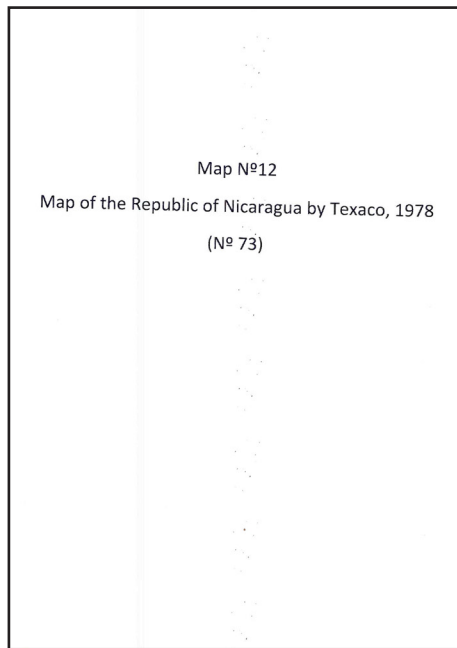 Map Nº12
Map of the Republic of Nicaragua by Texaco, 1978
(Nº 73)